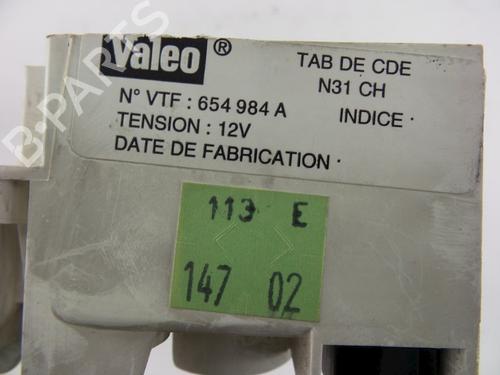 Valeo®
TAB DE CDE
N31 CH
N° VTF : 654 984 A
INDICE :
TENSION : 12V
DATE DE FABRICATION :
113 E
147 02
B-PARTS